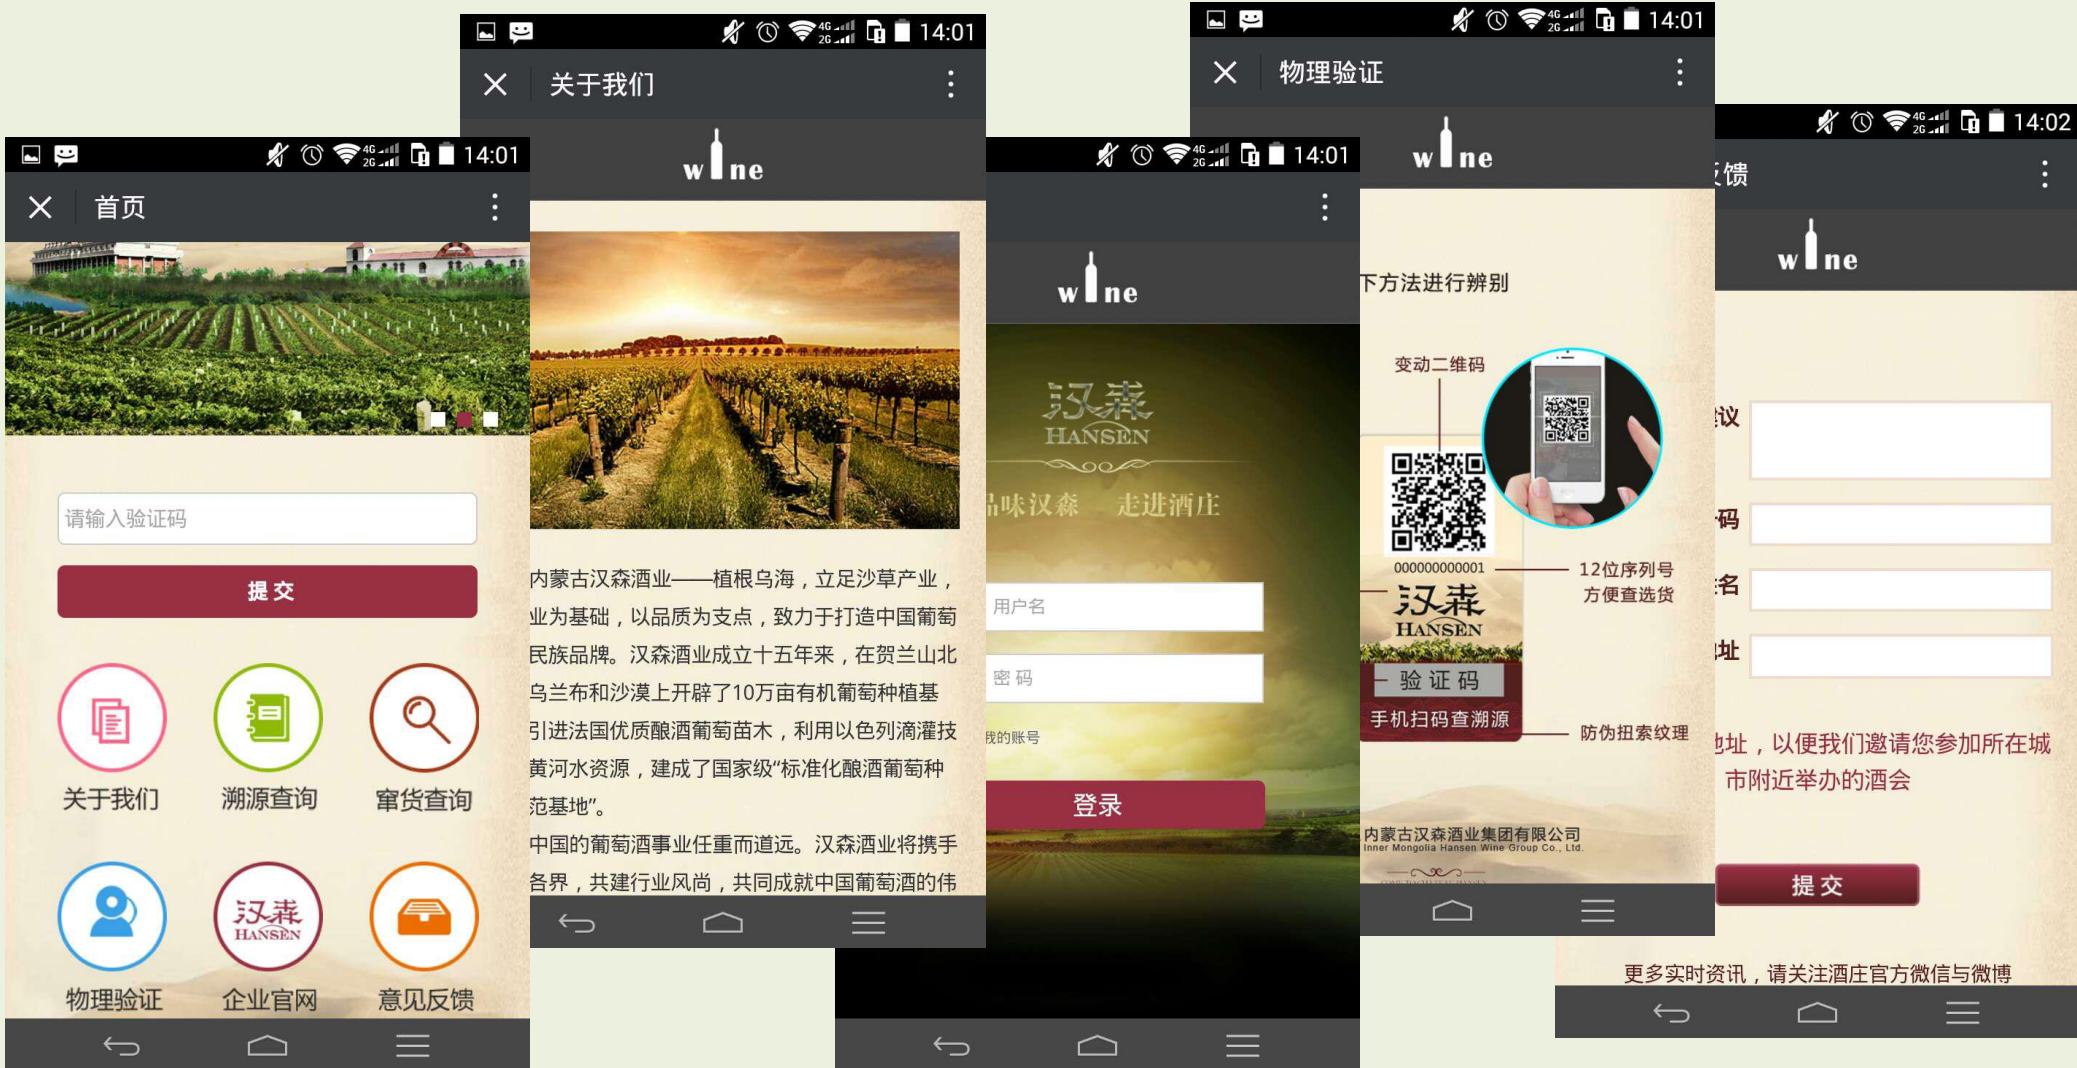 14:01
首页
请输入验证码
提交
关于我们
溯源查询
窜货查询
物理验证
汉森
HANSEN
企业官网
意见反馈
14:01
关于我们
wine
内蒙古汉森酒业——植根乌海，立足沙草产业，
业为基础，以品质为支点，致力于打造中国葡萄
民族品牌。汉森酒业成立十五年来，在贺兰山北
乌兰布和沙漠上开辟了10万亩有机葡萄种植基
引进法国优质酿酒葡萄苗木，利用以色列滴灌技
黄河水资源，建成了国家级“标准化酿酒葡萄种
范基地”。
中国的葡萄酒事业任重而道远。汉森酒业将携手
各界，共建行业风尚，共同成就中国葡萄酒的伟
14:01
wine
汉森
HANSEN
品味汉森 走进酒庄
用户名
密码
我的账号
登录
14:01
物理验证
wine
下方法进行辨别
变动二维码
000000000001
12位序列号
方便查选货
汉森
HANSEN
验证码
手机扫码查溯源
防伪扭索纹理
内蒙古汉森酒业集团有限公司
Inner Mongolia Hansen Wine Group Co., Ltd.
14:02
反馈
wine
议
码
名
址
地址，以便我们邀请您参加所在城
市附近举办的酒会
提交
更多实时资讯，请关注酒庄官方微信与微博